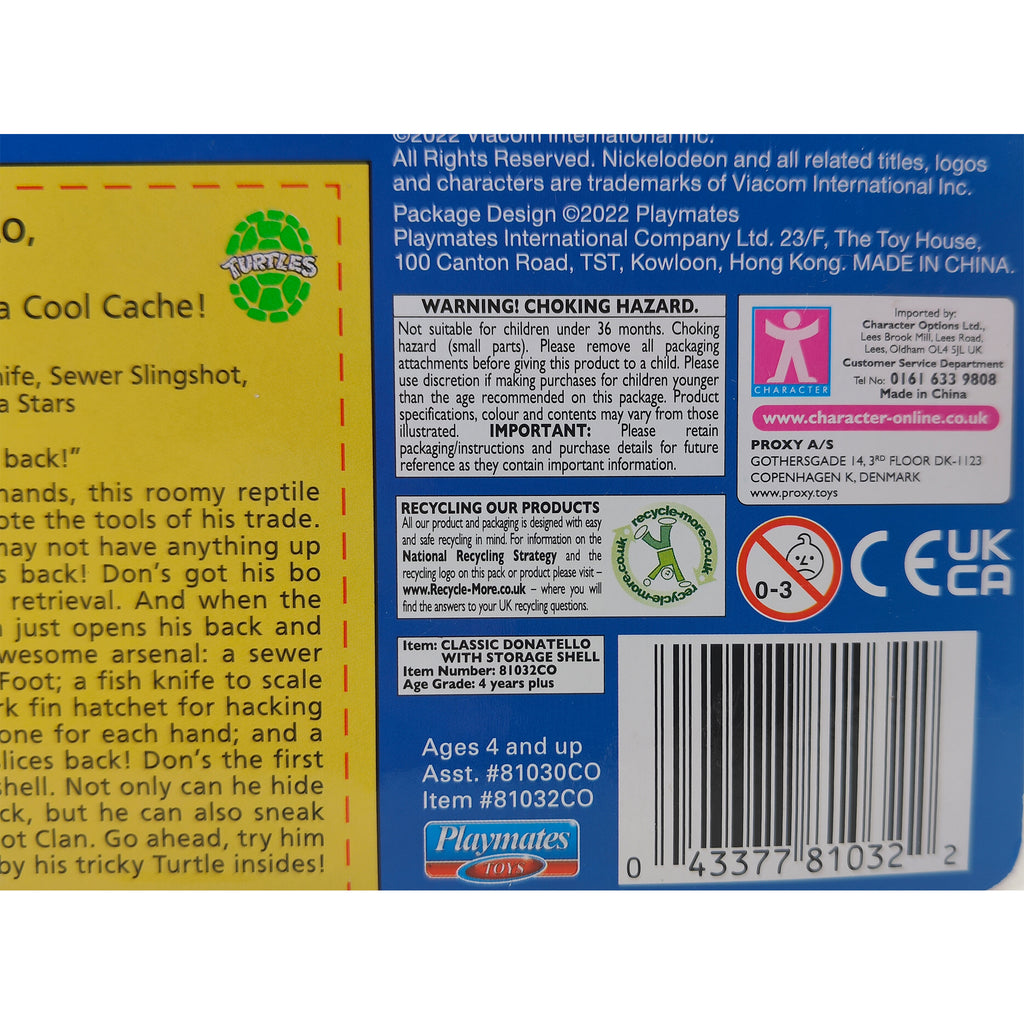 ©2022 Viacom International Inc.
All Rights Reserved. Nickelodeon and all related titles, logos
and characters are trademarks of Viacom International Inc.
Package Design ©2022 Playmates
Playmates International Company Ltd. 23/F, The Toy House,
100 Canton Road, TST, Kowloon, Hong Kong. MADE IN CHINA.
TURTLES
a Cool Cache!
Sewer Slingshot,
a Stars
back!”
hands, this roomy reptile
the tools of his trade.
may not have anything up
back! Don's got his bo
retrieval. And when the
just opens his back and
arsenal: a sewer
Foot; a fish knife to scale
fin hatchet for hacking
one for each hand; and a
slices back! Don's the first
shell. Not only can he hide
but he can also sneak
Clan. Go ahead, try him
by his tricky Turtle insides!
WARNING! CHOKING HAZARD.
Not suitable for children under 36 months. Choking
hazard (small parts). Please remove all packaging
attachments before giving this product to a child. Please
use discretion if making purchases for children younger
than the age recommended on this package. Product
specifications, colour and contents may vary from those
illustrated. IMPORTANT: Please retain
packaging/instructions and purchase details for future
reference as they contain important information.
CHARACTER
Imported by:
Character Options Ltd.,
Lees Brook Mill, Lees Road,
Lees, Oldham OL4 5JL UK
Customer Service Department
Tel No: 0161 633 9808
Made in China
www.character-online.co.uk
PROXY A/S
GOTHERSGADE 14, 3RD FLOOR DK-1123
COPENHAGEN K, DENMARK
www.proxy.toys
RECYCLING OUR PRODUCTS
All our product and packaging is designed with easy
and safe recycling in mind. For information on the
National Recycling Strategy and the
recycling logo on this pack or product please visit –
www.Recycle-More.co.uk – where you will
find the answers to your UK recycling questions.
recycle-more.co.uk
recycle-more.co.uk
0-3
CE
UK
CA
Item: CLASSIC DONATELLO
WITH STORAGE SHELL
Item Number: 81032CO
Age Grade: 4 years plus
Ages 4 and up
Asst. #81030CO
Item #81032CO
Playmates
TOYS
0 43377 81032 2